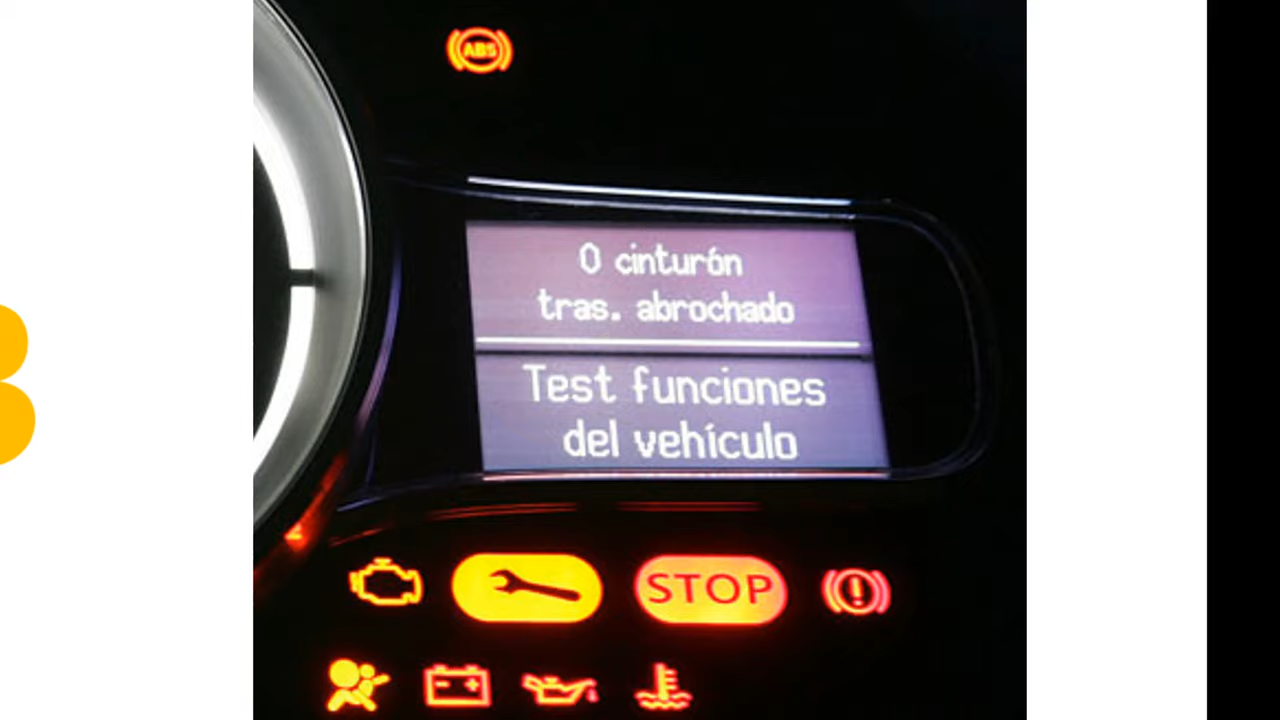 ABS
0 cinturón
tras. abrochado
Test funciones
del vehículo
STOP